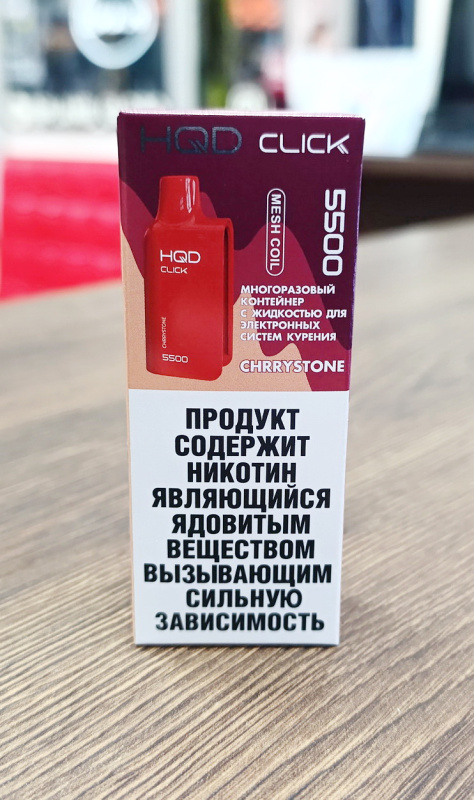 HQD CLICK
5500
MESH COIL
HQD
CLICK
CHRRYSTONE
5500
МНОГОРАЗОВЫЙ
КОНТЕЙНЕР
С ЖИДКОСТЬЮ ДЛЯ
ЭЛЕКТРОННЫХ
СИСТЕМ КУРЕНИЯ
CHRRYSTONE
ПРОДУКТ
СОДЕРЖИТ
НИКОТИН
ЯВЛЯЮЩИЙСЯ
ЯДОВИТЫМ
ВЕЩЕСТВОМ
ВЫЗЫВАЮЩИМ
СИЛЬНУЮ
ЗАВИСИМОСТЬ